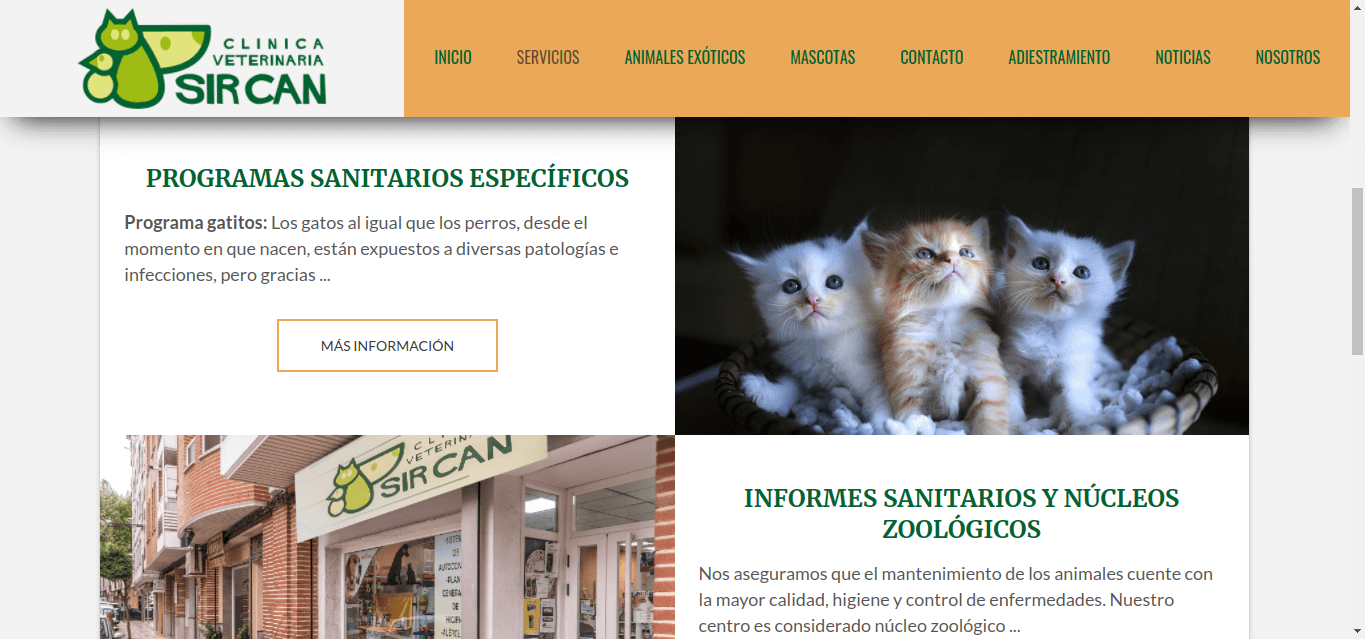 CLINICA
VETERINARIA
SIR CAN
INICIO SERVICIOS ANIMALES EXÓTICOS MASCOTAS CONTACTO ADIESTRAMIENTO NOTICIAS NOSOTROS
PROGRAMAS SANITARIOS ESPECÍFICOS
Programa gatitos: Los gatos al igual que los perros, desde el
momento en que nacen, están expuestos a diversas patologías e
infecciones, pero gracias ...
MÁS INFORMACIÓN
SIR CAN
INFORMES SANITARIOS Y NÚCLEOS
ZOOLÓGICOS
Nos aseguramos que el mantenimiento de los animales cuente con
la mayor calidad, higiene y control de enfermedades. Nuestro
centro es considerado núcleo zoológico ...